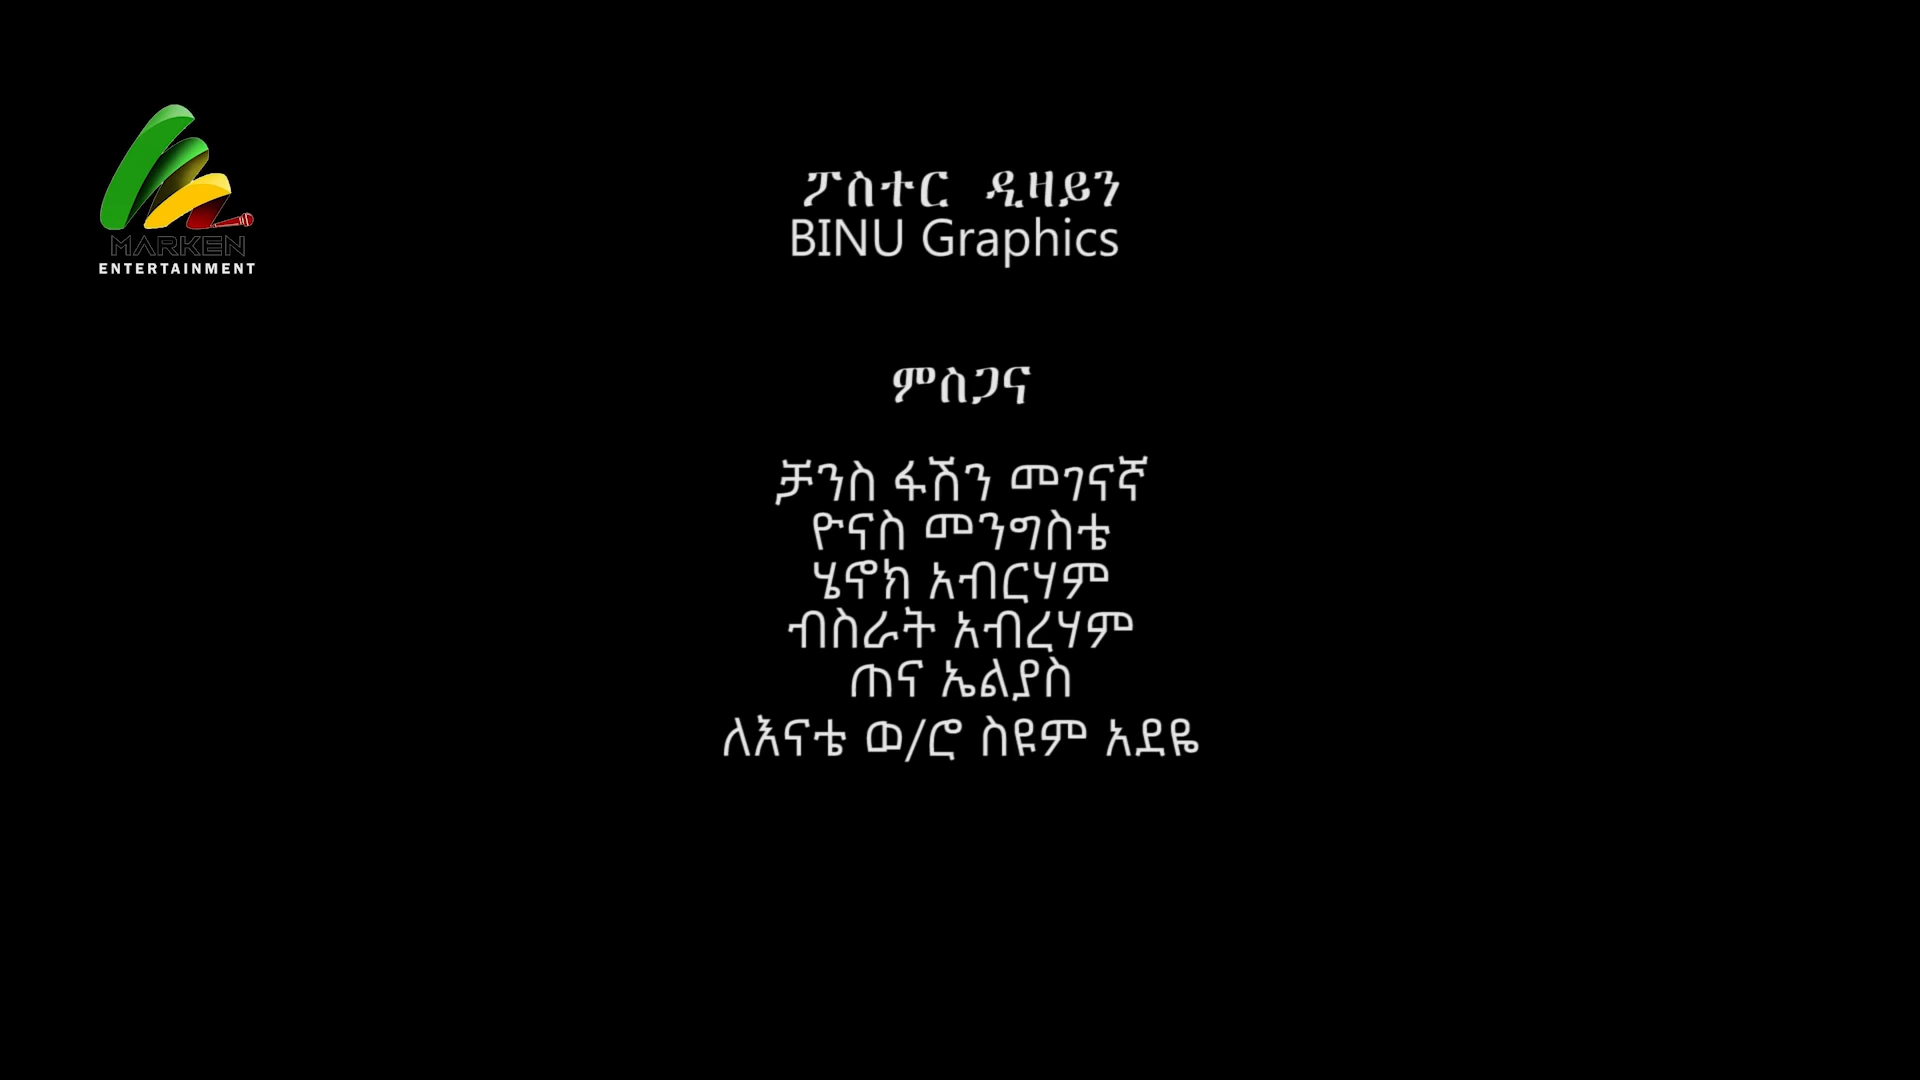 MARKEN
ENTERTAINMENT
ፖስተር ዲዛይን
BINU Graphics
ምስጋና
ቻንስ ፋሽን መገናኛ
ዮናስ መንግስቴ
ሄኖክ አብርሃም
ብስራት አብረሃም
ጠና ኤልያስ
ለእናቴ ወ/ሮ ስዩም አደዬ